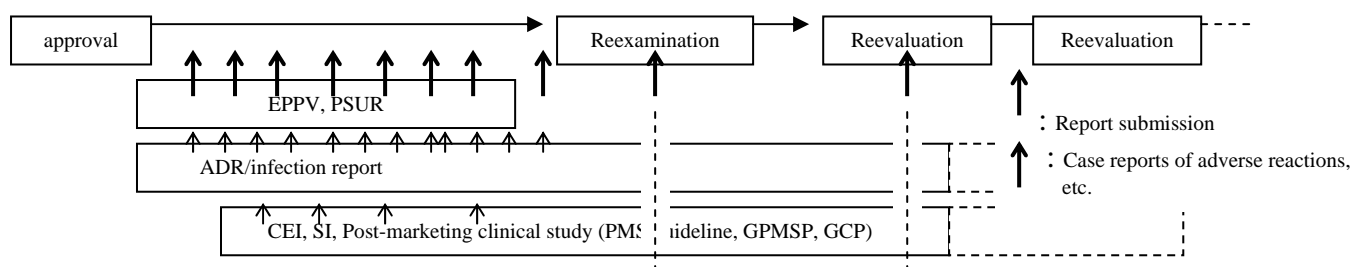 approval
Reexamination
Reevaluation
Reevaluation
EPPV, PSUR
: Report submission
ADR/infection report
: Case reports of adverse reactions,
etc.
CEI, SI, Post-marketing clinical study (PMS uideline, GPMSP, GCP)